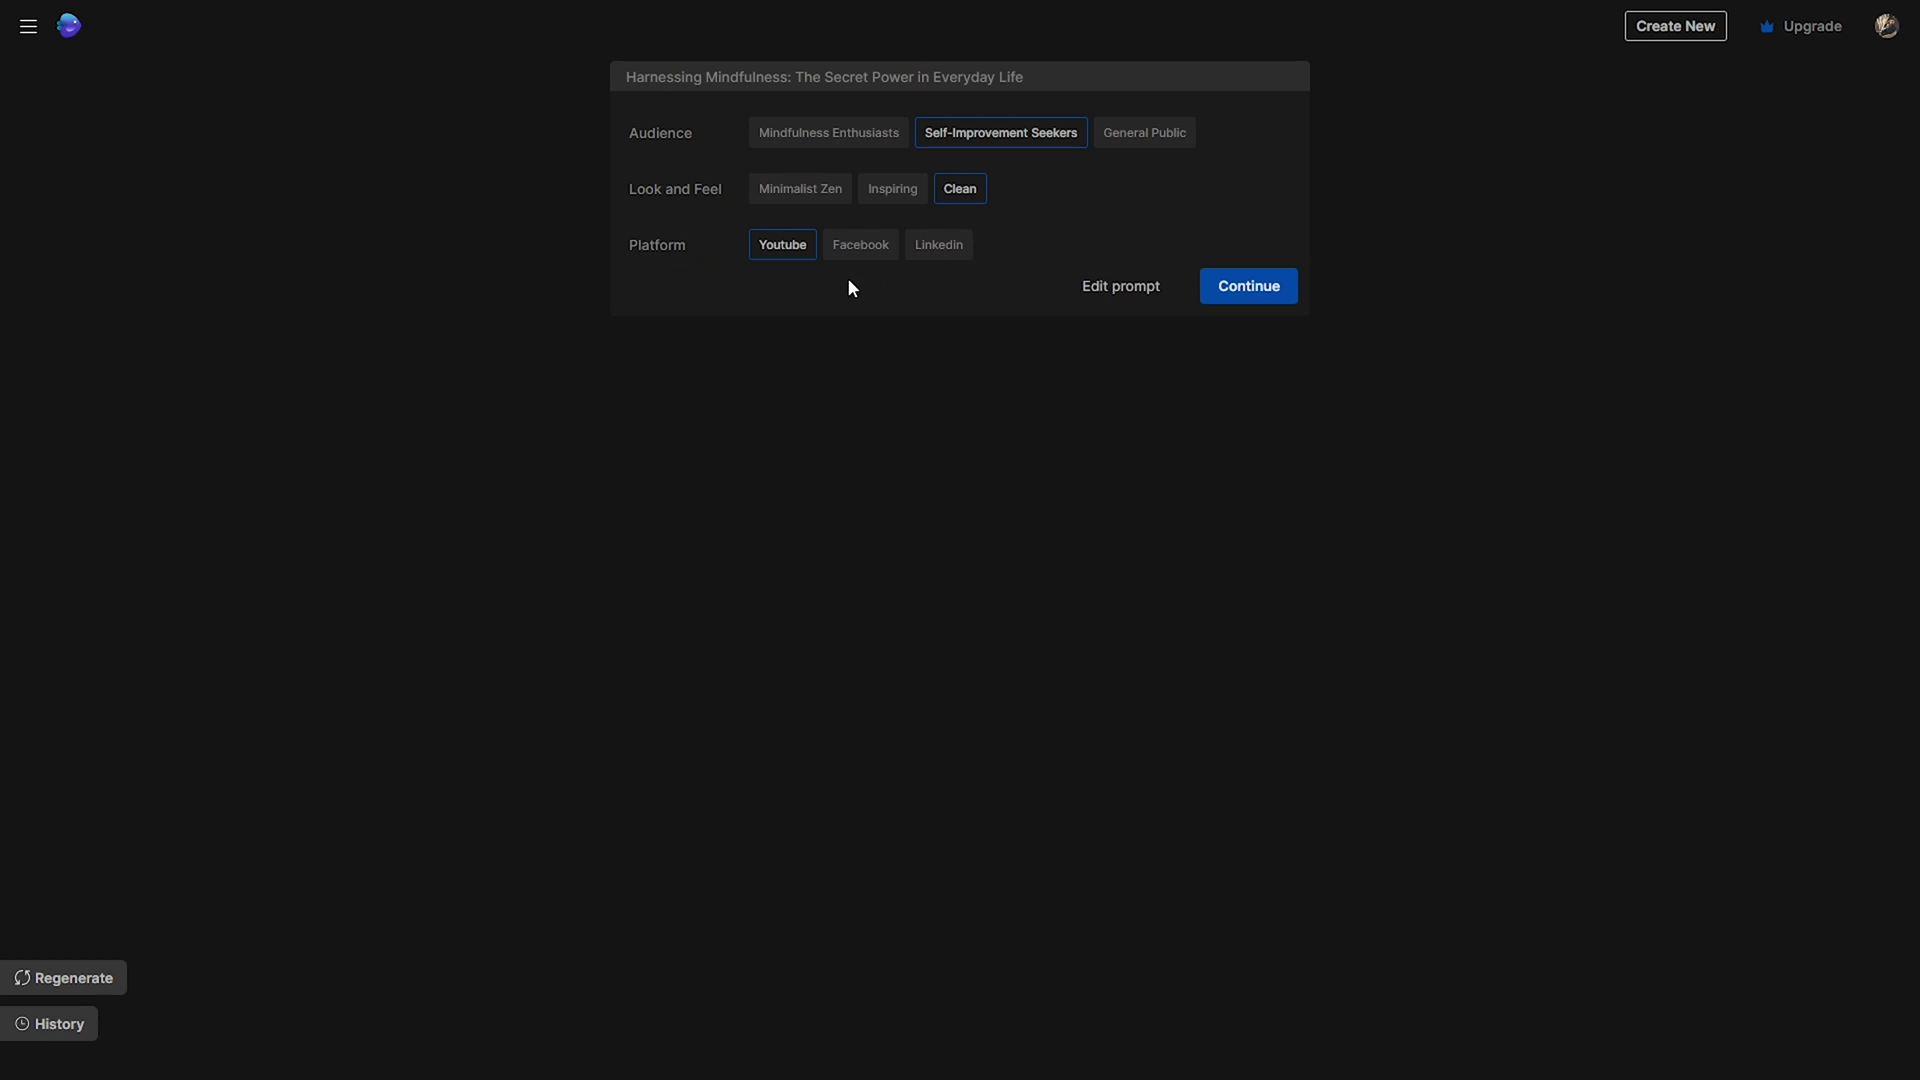 Create New
Upgrade
Harnessing Mindfulness: The Secret Power in Everyday Life
Audience
Mindfulness Enthusiasts
Self-Improvement Seekers
General Public
Look and Feel
Minimalist Zen
Inspiring
Clean
Platform
Youtube
Facebook
Linkedin
Edit prompt
Continue
Regenerate
History